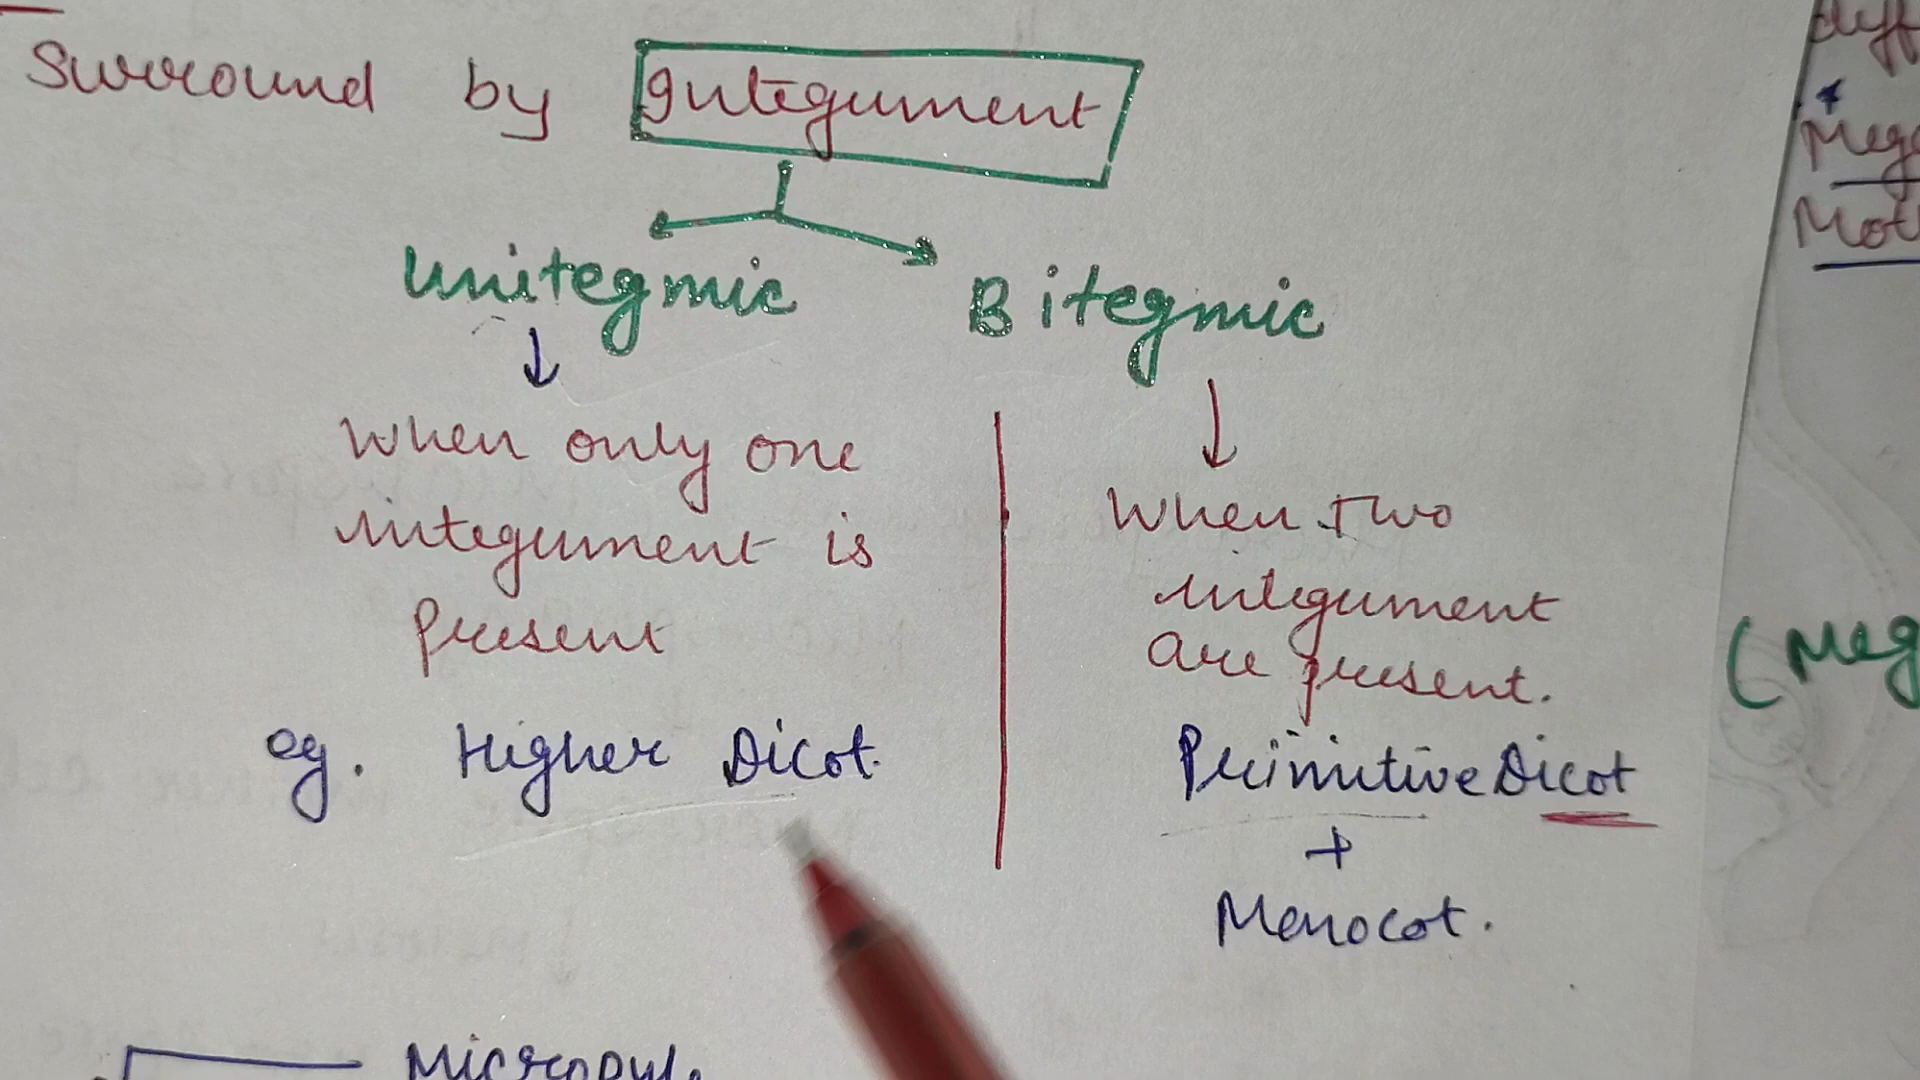 Surround by Integument
Unitegmic
Bitegmic
When only one
integument is
present
eg. Higher Dicot.
When Two
integument
are present.
Primitive Dicot
+
Monocot.
(Meg